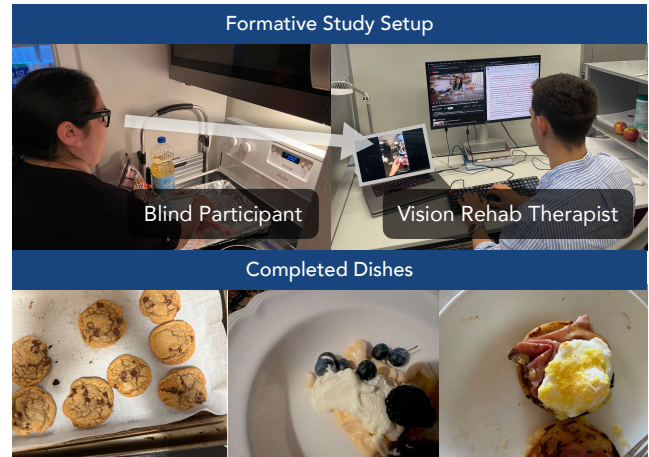 Formative Study Setup
Blind Participant
Vision Rehab Therapist
Completed Dishes